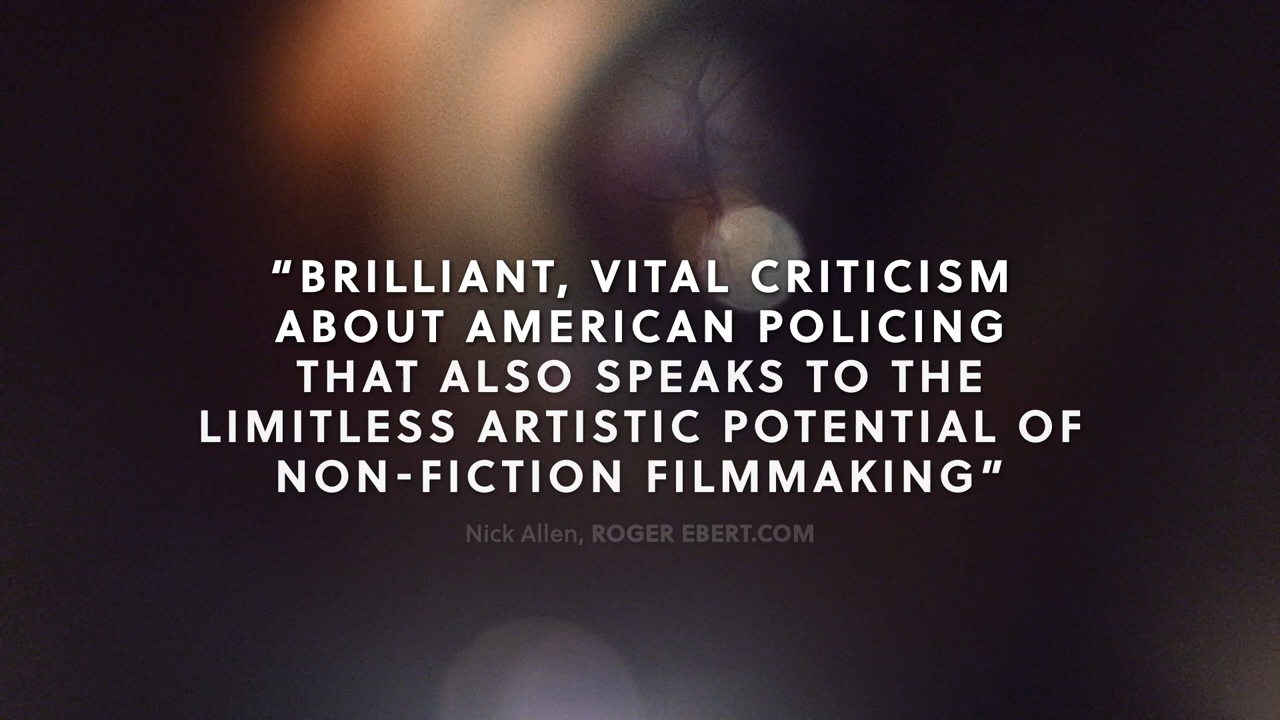 “BRILLIANT, VITAL CRITICISM
ABOUT AMERICAN POLICING
THAT ALSO SPEAKS TO THE
LIMITLESS ARTISTIC POTENTIAL OF
NON-FICTION FILMMAKING”
Nick Allen, ROGER EBERT.COM